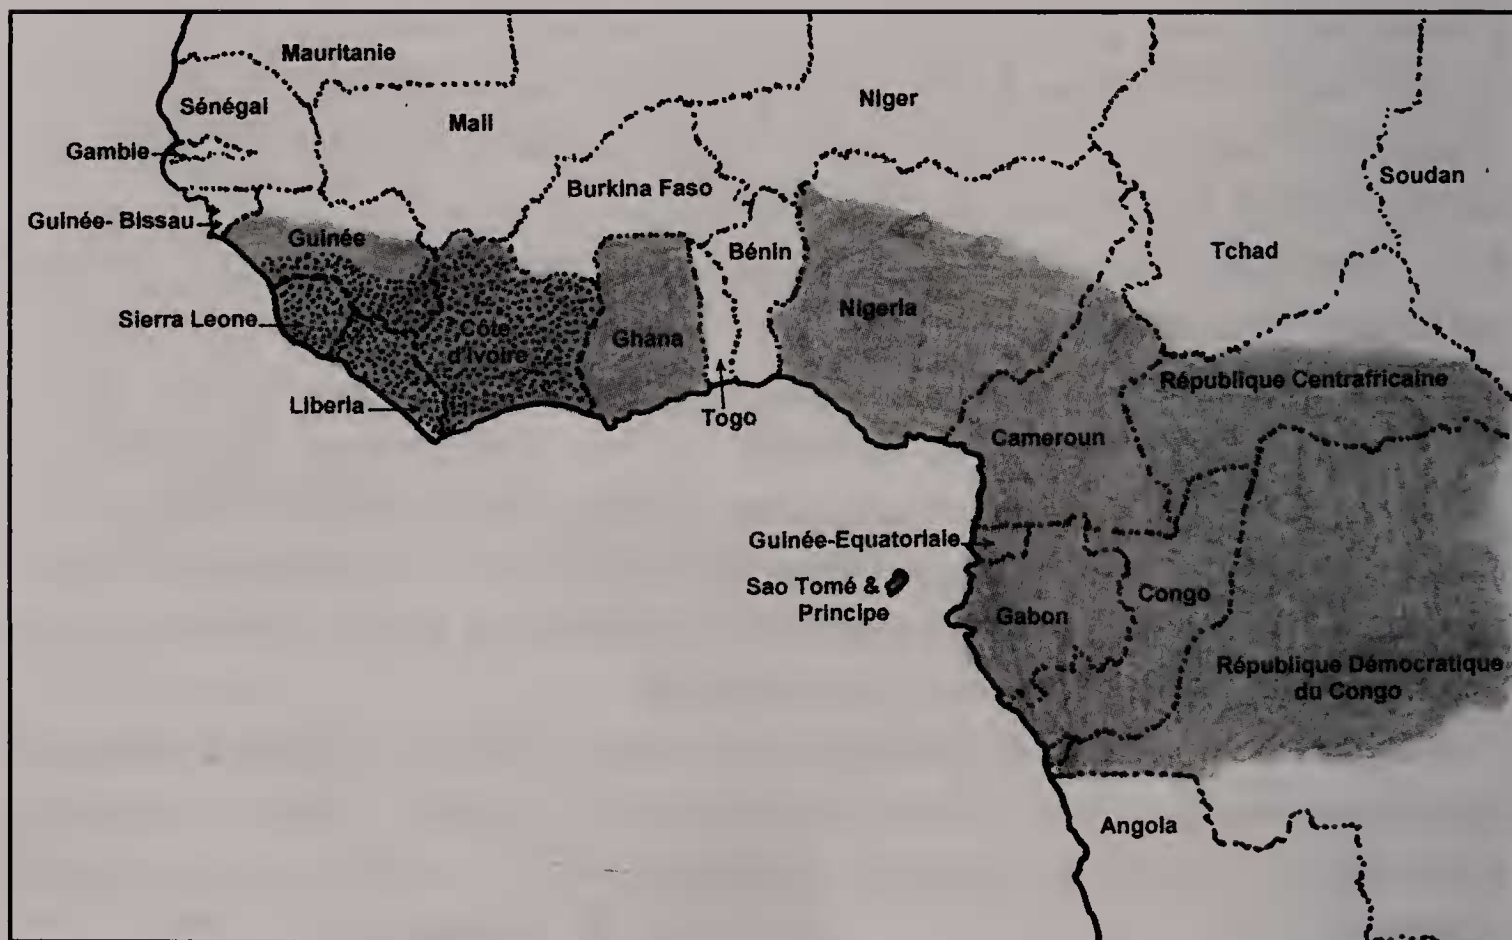 Mauritanie
Sénégal
Mali
Niger
Gambie
Soudan
Burkina Faso
Guinée- Bissau
Guinée
Bénin
Tchad
Sierra Leone
Côte
d'Ivoire
Ghana
Nigeria
Liberia
Togo
République Centrafricaine
Cameroun
Guinée-Equatoriale
Sao Tomé &
Principe
Gabon
Congo
République Démocratique
du Congo
Angola